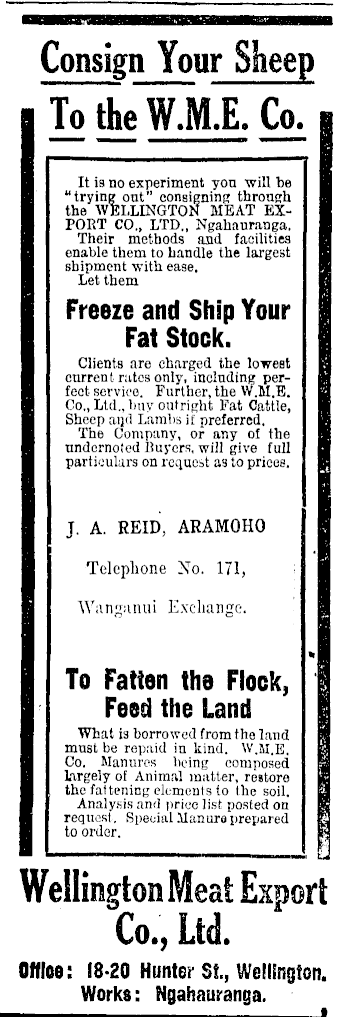 Consign Your Sheep
To the W.M.E. Co.
It is no experiment you will be
"trying out" consigning through
the WELLINGTON MEAT EX-
PORT CO., LTD., Ngahauranga.
Their methods and facilities
enable them to handle the largest
shipment with ease.
Let them
Freeze and Ship Your
Fat Stock.
Clients are charged the lowest
current rates only, including per-
fect service. Further, the W.M.E.
Co., Ltd., buy outright Fat Cattle,
Sheep and Lambs if preferred.
The Company, or any of the
undernoted Buyers, will give full
particulars on request as to prices.
J. A. REID, ARAMOHO
Telephone No. 171,
Wanganui Exchange.
To Fatten the Flock,
Feed the Land
What is borrowed from the land
must be repaid in kind. W.M.E.
Co. Manures being composed
largely of Animal matter, restore
the fattening elements to the soil.
Analysis and price list posted on
request. Special Manure prepared
to order.
Wellington Meat Export
Co., Ltd.
Office: 18-20 Hunter St., Wellington.
Works: Ngahauranga.